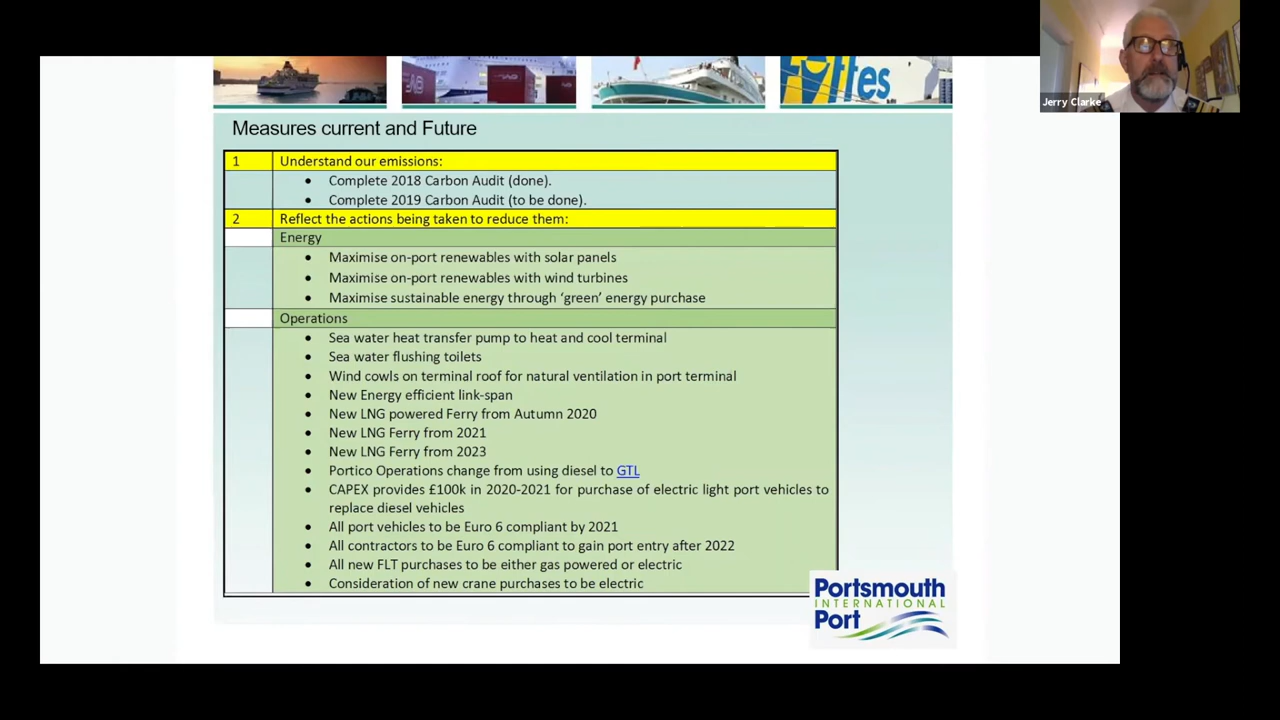 ffes
Jerry Clarke
Measures current and Future
1 Understand our emissions:
• Complete 2018 Carbon Audit (done).
• Complete 2019 Carbon Audit (to be done).
2 Reflect the actions being taken to reduce them:
Energy
• Maximise on-port renewables with solar panels
• Maximise on-port renewables with wind turbines
• Maximise sustainable energy through ‘green’ energy purchase
Operations
• Sea water heat transfer pump to heat and cool terminal
• Sea water flushing toilets
• Wind cowls on terminal roof for natural ventilation in port terminal
• New Energy efficient link-span
• New LNG powered Ferry from Autumn 2020
• New LNG Ferry from 2021
• New LNG Ferry from 2023
• Portico Operations change from using diesel to GTL
• CAPEX provides £100k in 2020-2021 for purchase of electric light port vehicles to
replace diesel vehicles
• All port vehicles to be Euro 6 compliant by 2021
• All contractors to be Euro 6 compliant to gain port entry after 2022
• All new FLT purchases to be either gas powered or electric
• Consideration of new crane purchases to be electric
Portsmouth
INTERNATIONAL
Port